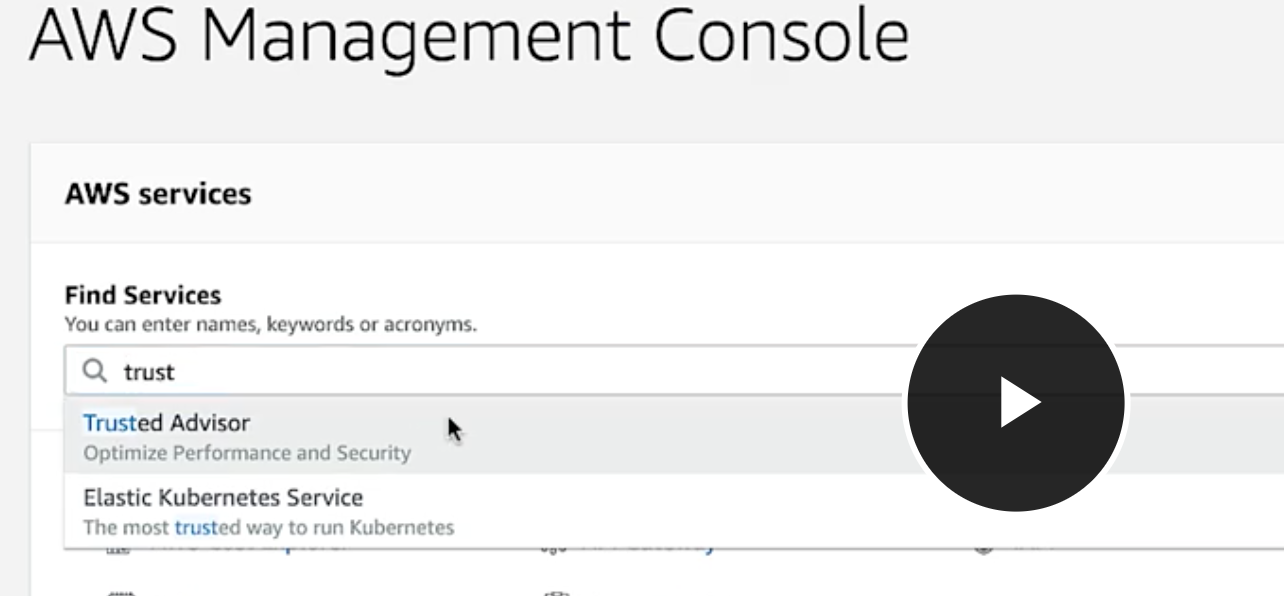 AWS Management Console
AWS services
Find Services
You can enter names, keywords or acronyms.
trust
Trusted Advisor
Optimize Performance and Security
Elastic Kubernetes Service
The most trusted way to run Kubernetes